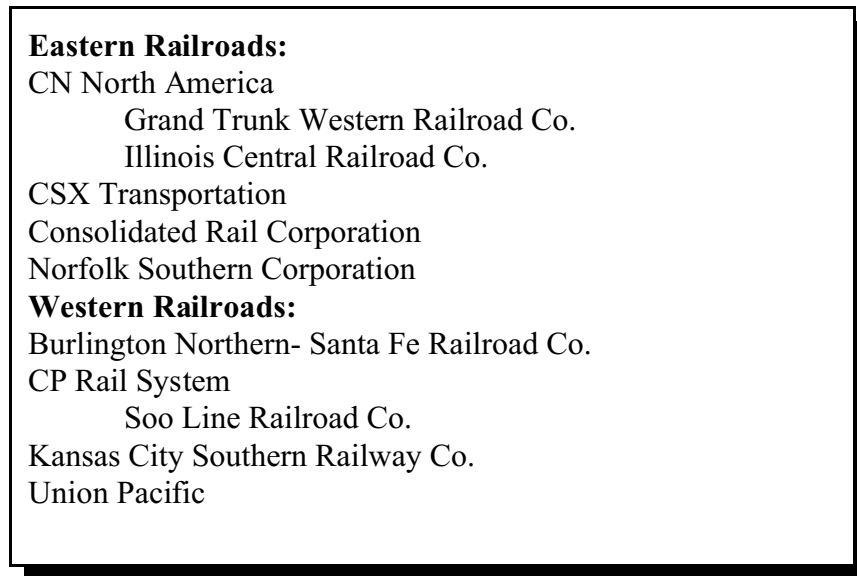 Eastern Railroads:
CN North America
Grand Trunk Western Railroad Co.
Illinois Central Railroad Co.
CSX Transportation
Consolidated Rail Corporation
Norfolk Southern Corporation
Western Railroads:
Burlington Northern- Santa Fe Railroad Co.
CP Rail System
Soo Line Railroad Co.
Kansas City Southern Railway Co.
Union Pacific